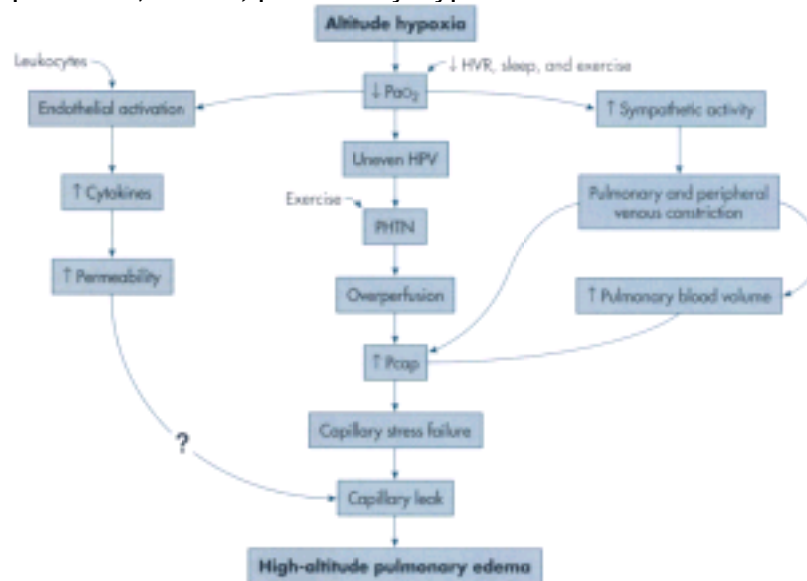 Altitude hypoxia
Leukocytes
↓ HVR, sleep, and exercise
Endothelial activation
↓ PaO₂
↑ Sympathetic activity
Uneven HPV
↑ Cytokines
Exercise
Pulmonary and peripheral
venous constriction
PHTN
↑ Permeability
Overperfusion
↑ Pulmonary blood volume
↑ Pcap
?
Capillary stress failure
Capillary leak
High-altitude pulmonary edema